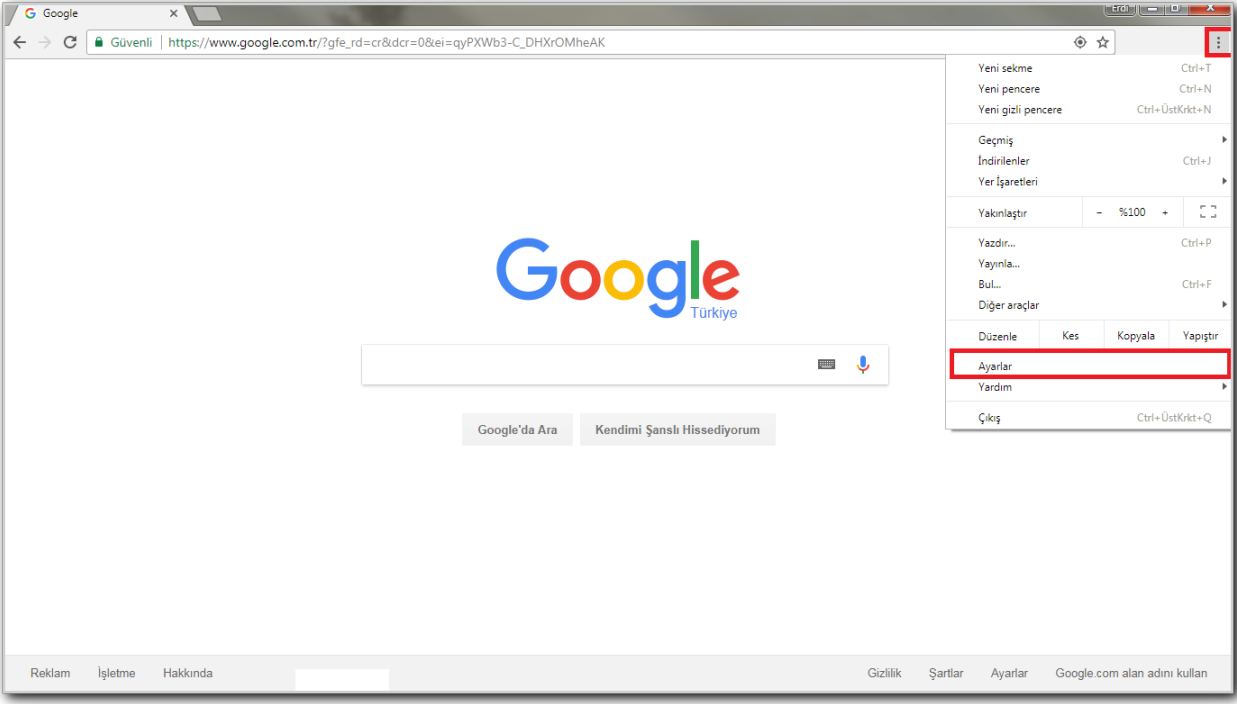 Google
Erdi
Güvenli https://www.google.com.tr/?gfe_rd=cr&dcr=0&ei=qyPXWb3-C_DHXrOMheAK
Yeni sekme Ctrl+T
Yeni pencere Ctrl+N
Yeni gizli pencere Ctrl+ÜstKrkt+N
Geçmiş
İndirilenler Ctrl+J
Yer İşaretleri
Yakınlaştır - %100 +
Yazdır... Ctrl+P
Yayınla...
Bul... Ctrl+F
Diğer araçlar
Düzenle Kes Kopyala Yapıştır
Ayarlar
Yardım
Çıkış Ctrl+ÜstKrkt+Q
Google
Türkiye
Google'da Ara Kendimi Şanslı Hissediyorum
Reklam İşletme Hakkında Gizlilik Şartlar Ayarlar Google.com alan adını kullan